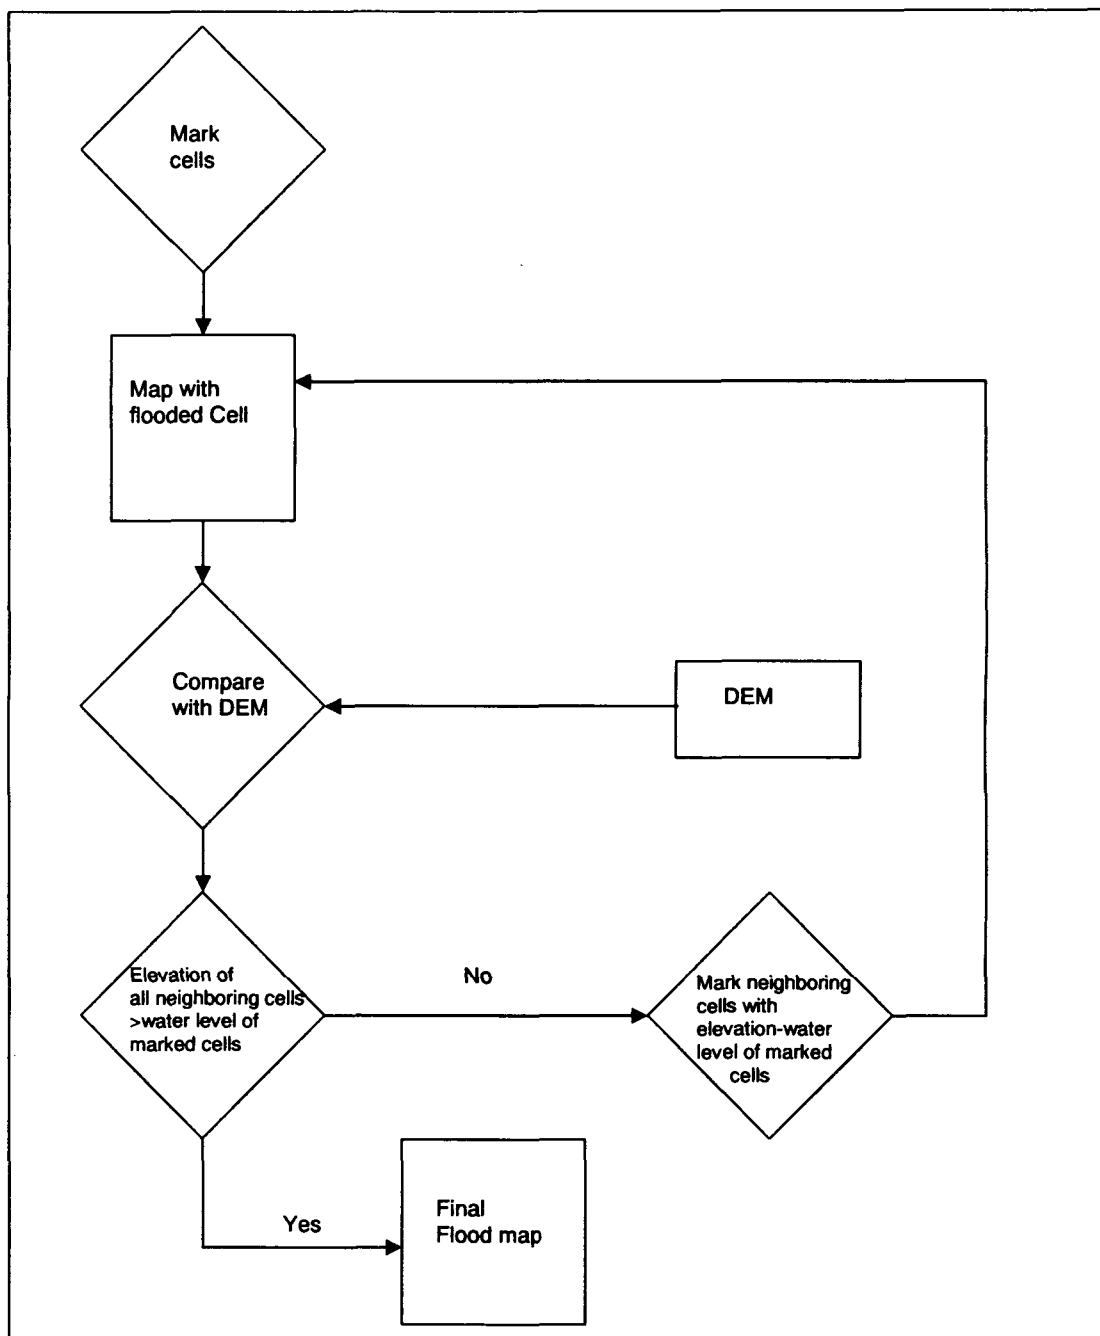 Mark
cells
Map with
flooded Cell
Compare
with DEM
DEM
Elevation of
all neighboring cells
>water level of
marked cells
No
Mark neighboring
cells with
elevation-water
level of marked
cells
Yes
Final
Flood map